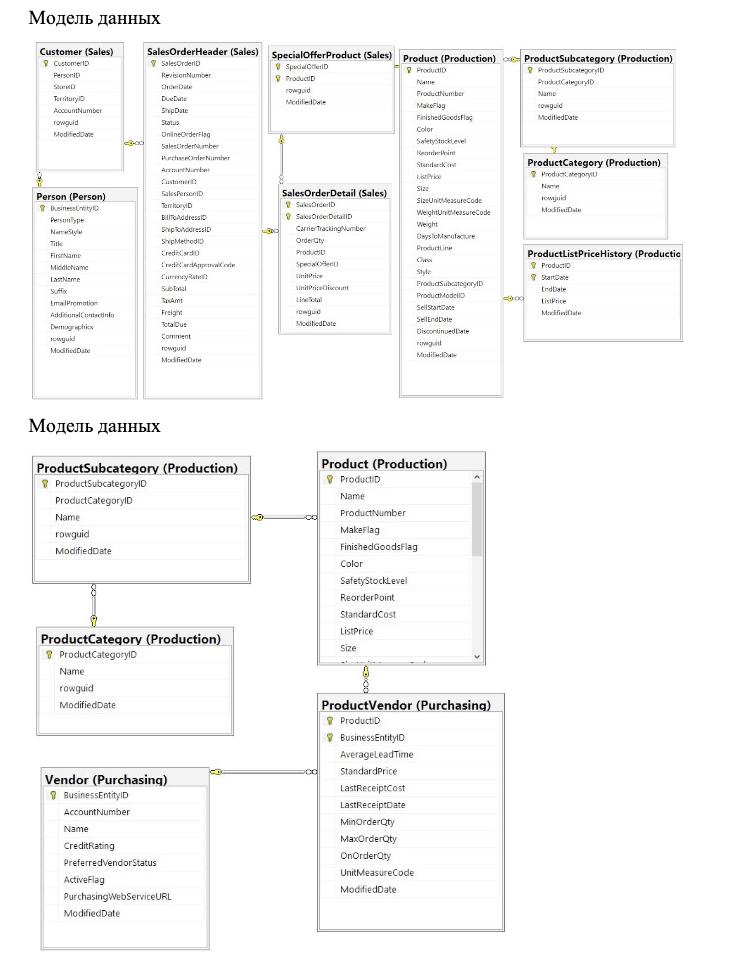 Модель данных
Customer (Sales)
CustomerID
PersonID
StoreID
TerritoryID
AccountNumber
rowguid
ModifiedDate
Person (Person)
BusinessEntityID
PersonType
NameStyle
Title
FirstName
MiddleName
LastName
Suffix
EmailPromotion
AdditionalContactInfo
Demographics
rowguid
ModifiedDate
SalesOrderHeader (Sales)
SalesOrderID
RevisionNumber
OrderDate
DueDate
ShipDate
Status
OnlineOrderFlag
SalesOrderNumber
PurchaseOrderNumber
AccountNumber
CustomerID
SalesPersonID
TerritoryID
BillToAddressID
ShipToAddressID
ShipMethodID
CreditCardID
CreditCardApprovalCode
CurrencyRateID
SubTotal
TaxAmt
Freight
TotalDue
Comment
rowguid
ModifiedDate
SpecialOfferProduct (Sales)
SpecialOfferID
ProductID
rowguid
ModifiedDate
SalesOrderDetail (Sales)
SalesOrderID
SalesOrderDetailID
CarrierTrackingNumber
OrderQty
ProductID
SpecialOfferID
UnitPrice
UnitPriceDiscount
LineTotal
rowguid
ModifiedDate
Product (Production)
ProductID
Name
ProductNumber
MakeFlag
FinishedGoodsFlag
Color
SafetyStockLevel
ReorderPoint
StandardCost
ListPrice
Size
SizeUnitMeasureCode
WeightUnitMeasureCode
Weight
DaysToManufacture
ProductLine
Class
Style
ProductSubcategoryID
ProductModelID
SellStartDate
SellEndDate
DiscontinuedDate
rowguid
ModifiedDate
ProductSubcategory (Production)
ProductSubcategoryID
ProductCategoryID
Name
rowguid
ModifiedDate
ProductCategory (Production)
ProductCategoryID
Name
rowguid
ModifiedDate
ProductListPriceHistory (Productio
ProductID
StartDate
EndDate
ListPrice
ModifiedDate
Модель данных
ProductSubcategory (Production)
ProductSubcategoryID
ProductCategoryID
Name
rowguid
ModifiedDate
ProductCategory (Production)
ProductCategoryID
Name
rowguid
ModifiedDate
Vendor (Purchasing)
BusinessEntityID
AccountNumber
Name
CreditRating
PreferredVendorStatus
ActiveFlag
PurchasingWebServiceURL
ModifiedDate
Product (Production)
ProductID
Name
ProductNumber
MakeFlag
FinishedGoodsFlag
Color
SafetyStockLevel
ReorderPoint
StandardCost
ListPrice
Size
ProductVendor (Purchasing)
ProductID
BusinessEntityID
AverageLeadTime
StandardPrice
LastReceiptCost
LastReceiptDate
MinOrderQty
MaxOrderQty
OnOrderQty
UnitMeasureCode
ModifiedDate